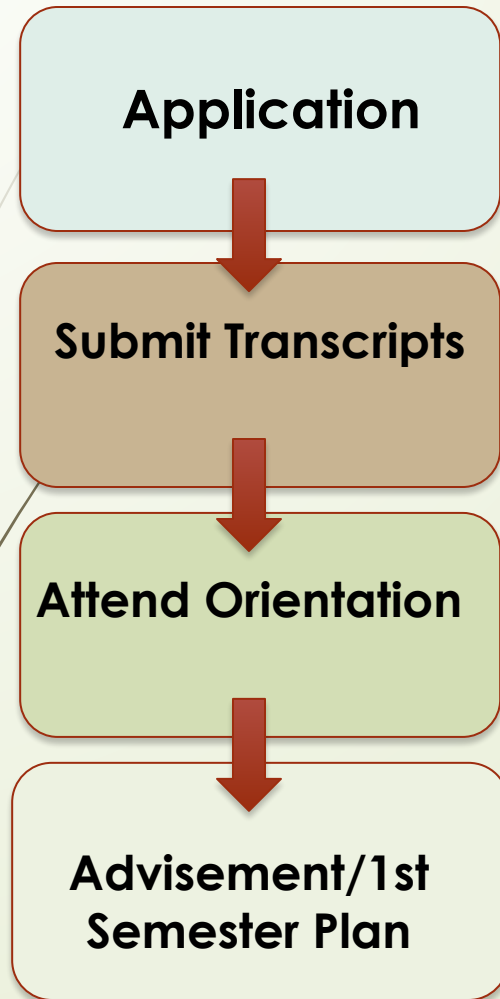 Application
Submit Transcripts
Attend Orientation
Advisement/1st
Semester Plan